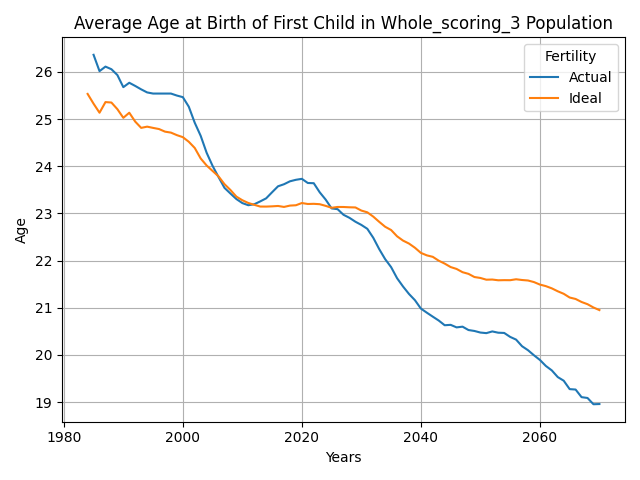 Average Age at Birth of First Child in Whole_scoring_3 Population
Fertility
Actual
Ideal
Age
26
25
24
23
22
21
20
19
1980
2000
2020
2040
2060
Years